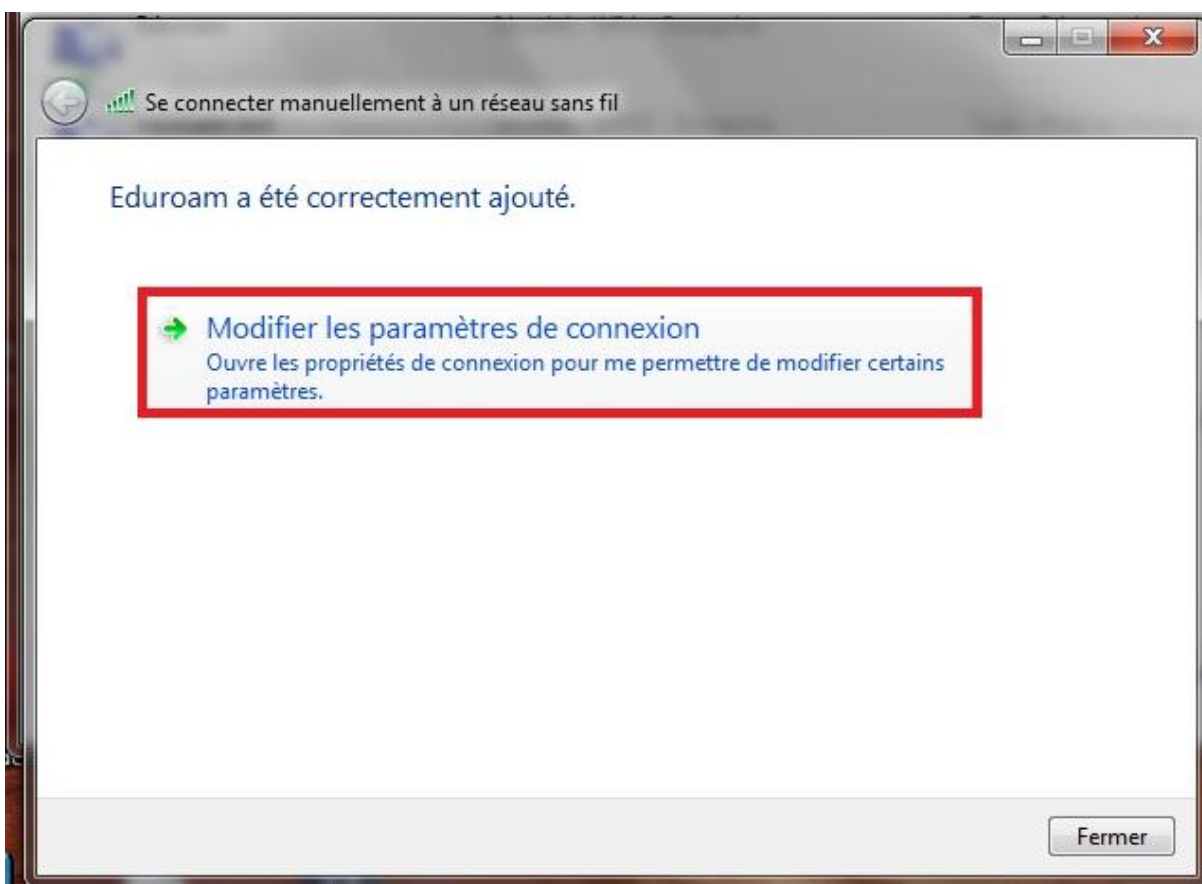 Se connecter manuellement à un réseau sans fil
Eduroam a été correctement ajouté.
Modifier les paramètres de connexion
Ouvre les propriétés de connexion pour me permettre de modifier certains
paramètres.
Fermer